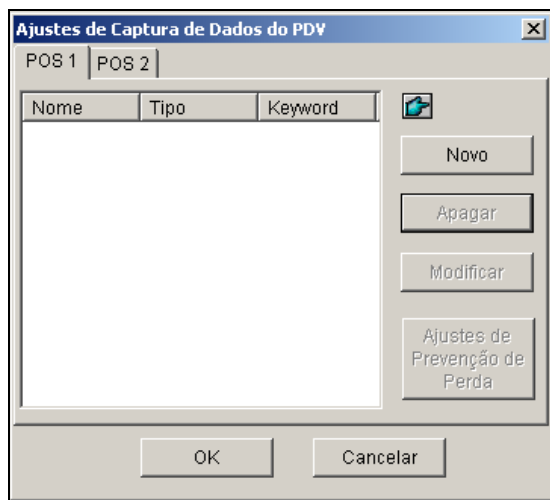 Ajustes de Captura de Dados do PDV
POS 1 POS 2
Nome Tipo Keyword
Novo
Apagar
Modificar
Ajustes de
Prevenção de
Perda
OK Cancelar